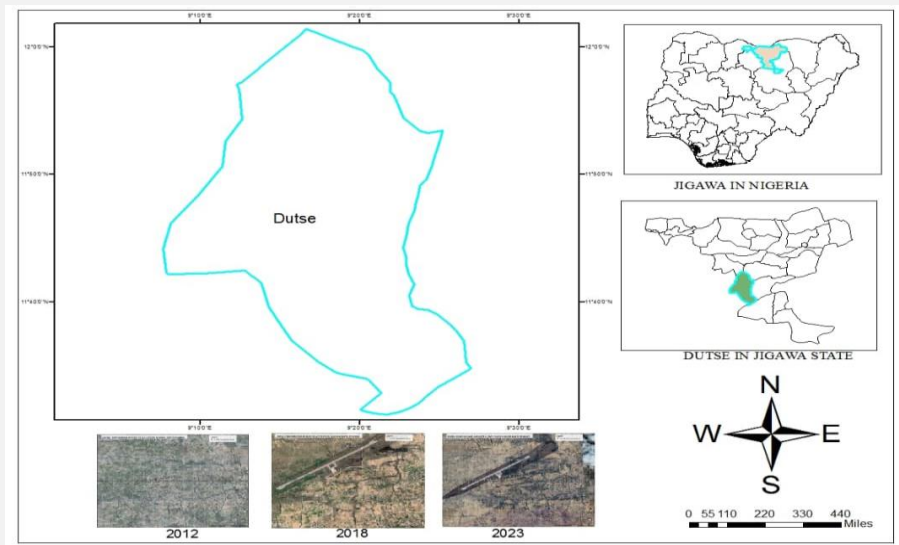 9°10'0"E 9°20'0"E 9°30'0"E
12°0'0"N 12°0'0"N
11°50'0"N 11°50'0"N
Dutse
11°40'0"N 11°40'0"N
9°10'0"E 9°20'0"E 9°30'0"E
JIGAWA IN NIGERIA
DUTSE IN JIGAWA STATE
N
W E
S
2012 2018 2023
0 55 110 220 330 440
Miles